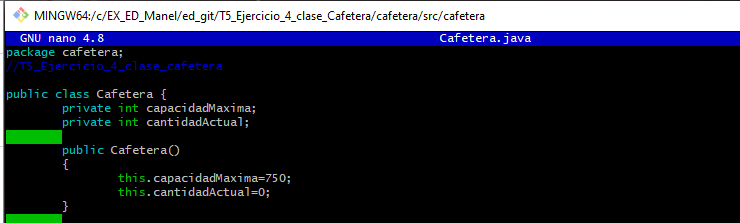 MINGW64:/c/EX_ED_Manel/ed_git/T5_Ejercicio_4_clase_Cafetera/cafetera/src/cafetera
GNU nano 4.8 Cafetera.java
package cafetera;
//T5_Ejercicio_4_clase_cafetera
public class Cafetera {
private int capacidadMaxima;
private int cantidadActual;
public Cafetera()
{
this.capacidadMaxima=750;
this.cantidadActual=0;
}